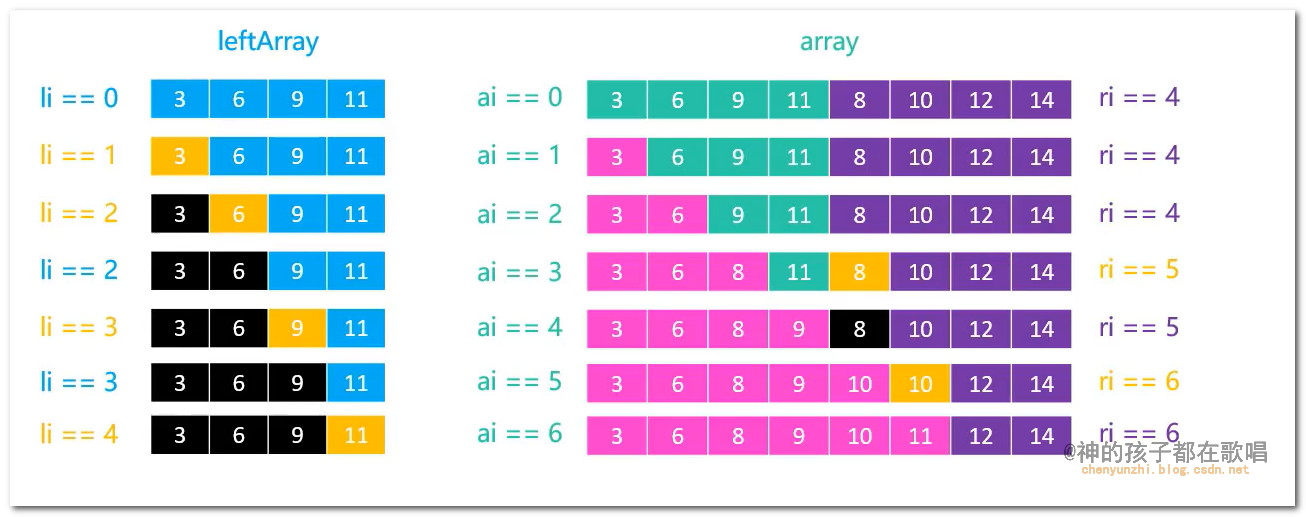 leftArray array
li == 0 3 6 9 11 ai == 0 3 6 9 11 8 10 12 14 ri == 4
li == 1 3 6 9 11 ai == 1 3 6 9 11 8 10 12 14 ri == 4
li == 2 3 6 9 11 ai == 2 3 6 9 11 8 10 12 14 ri == 4
li == 2 3 6 9 11 ai == 3 3 6 8 11 8 10 12 14 ri == 5
li == 3 3 6 9 11 ai == 4 3 6 8 9 8 10 12 14 ri == 5
li == 3 3 6 9 11 ai == 5 3 6 8 9 10 10 12 14 ri == 6
li == 4 3 6 9 11 ai == 6 3 6 8 9 10 11 12 14 ri == 6
@神的孩子都在歌唱
chenyunzhi.blog.csdn.net